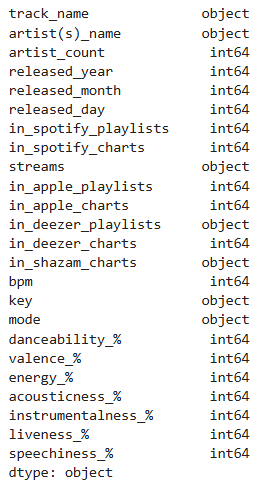 track_name object
artist(s)_name object
artist_count int64
released_year int64
released_month int64
released_day int64
in_spotify_playlists int64
in_spotify_charts int64
streams object
in_apple_playlists int64
in_apple_charts int64
in_deezer_playlists object
in_deezer_charts int64
in_shazam_charts object
bpm int64
key object
mode object
danceability_% int64
valence_% int64
energy_% int64
acousticness_% int64
instrumentalness_% int64
liveness_% int64
speechiness_% int64
dtype: object